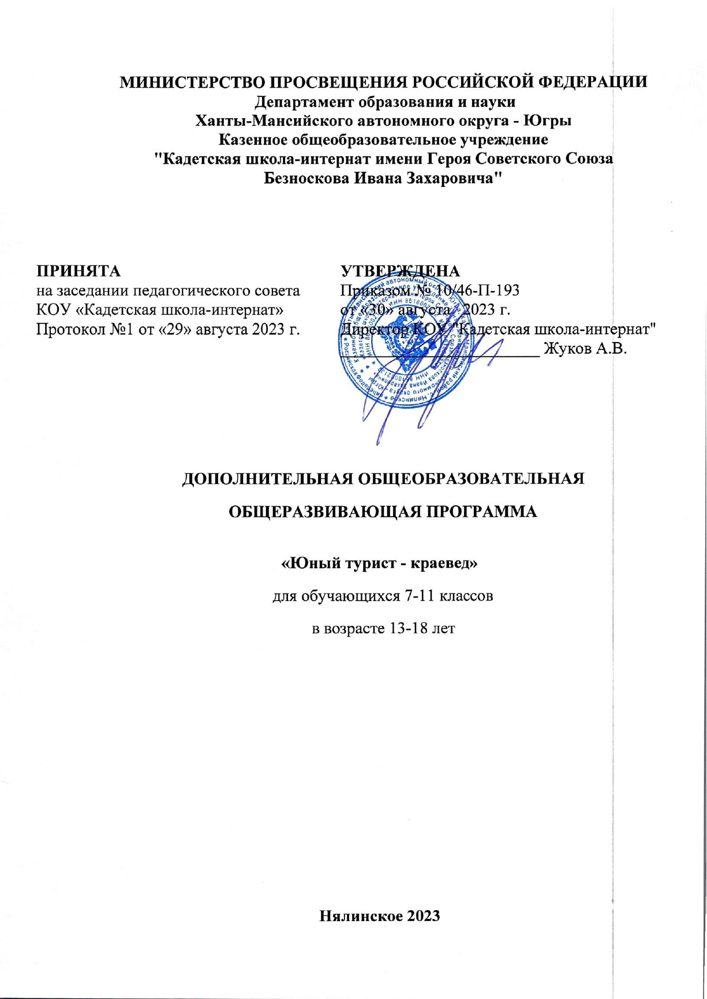 МИНИСТЕРСТВО ПРОСВЕЩЕНИЯ РОССИЙСКОЙ ФЕДЕРАЦИИ
Департамент образования и науки
Ханты-Мансийского автономного округа - Югры
Казенное общеобразовательное учреждение
"Кадетская школа-интернат имени Героя Советского Союза
Безноскова Ивана Захаровича"
ПРИНЯТА
на заседании педагогического совета
КОУ «Кадетская школа-интернат»
Протокол №1 от «29» августа 2023 г.
УТВЕРЖДЕНА
Приказом № 10/46-П-193
от «30» августа 2023 г.
Директор КОУ "Кадетская школа-интернат"
Жуков А.В.
ДОПОЛНИТЕЛЬНАЯ ОБЩЕОБРАЗОВАТЕЛЬНАЯ
ОБЩЕРАЗВИВАЮЩАЯ ПРОГРАММА
«Юный турист - краевед»
для обучающихся 7-11 классов
в возрасте 13-18 лет
Нялинское 2023